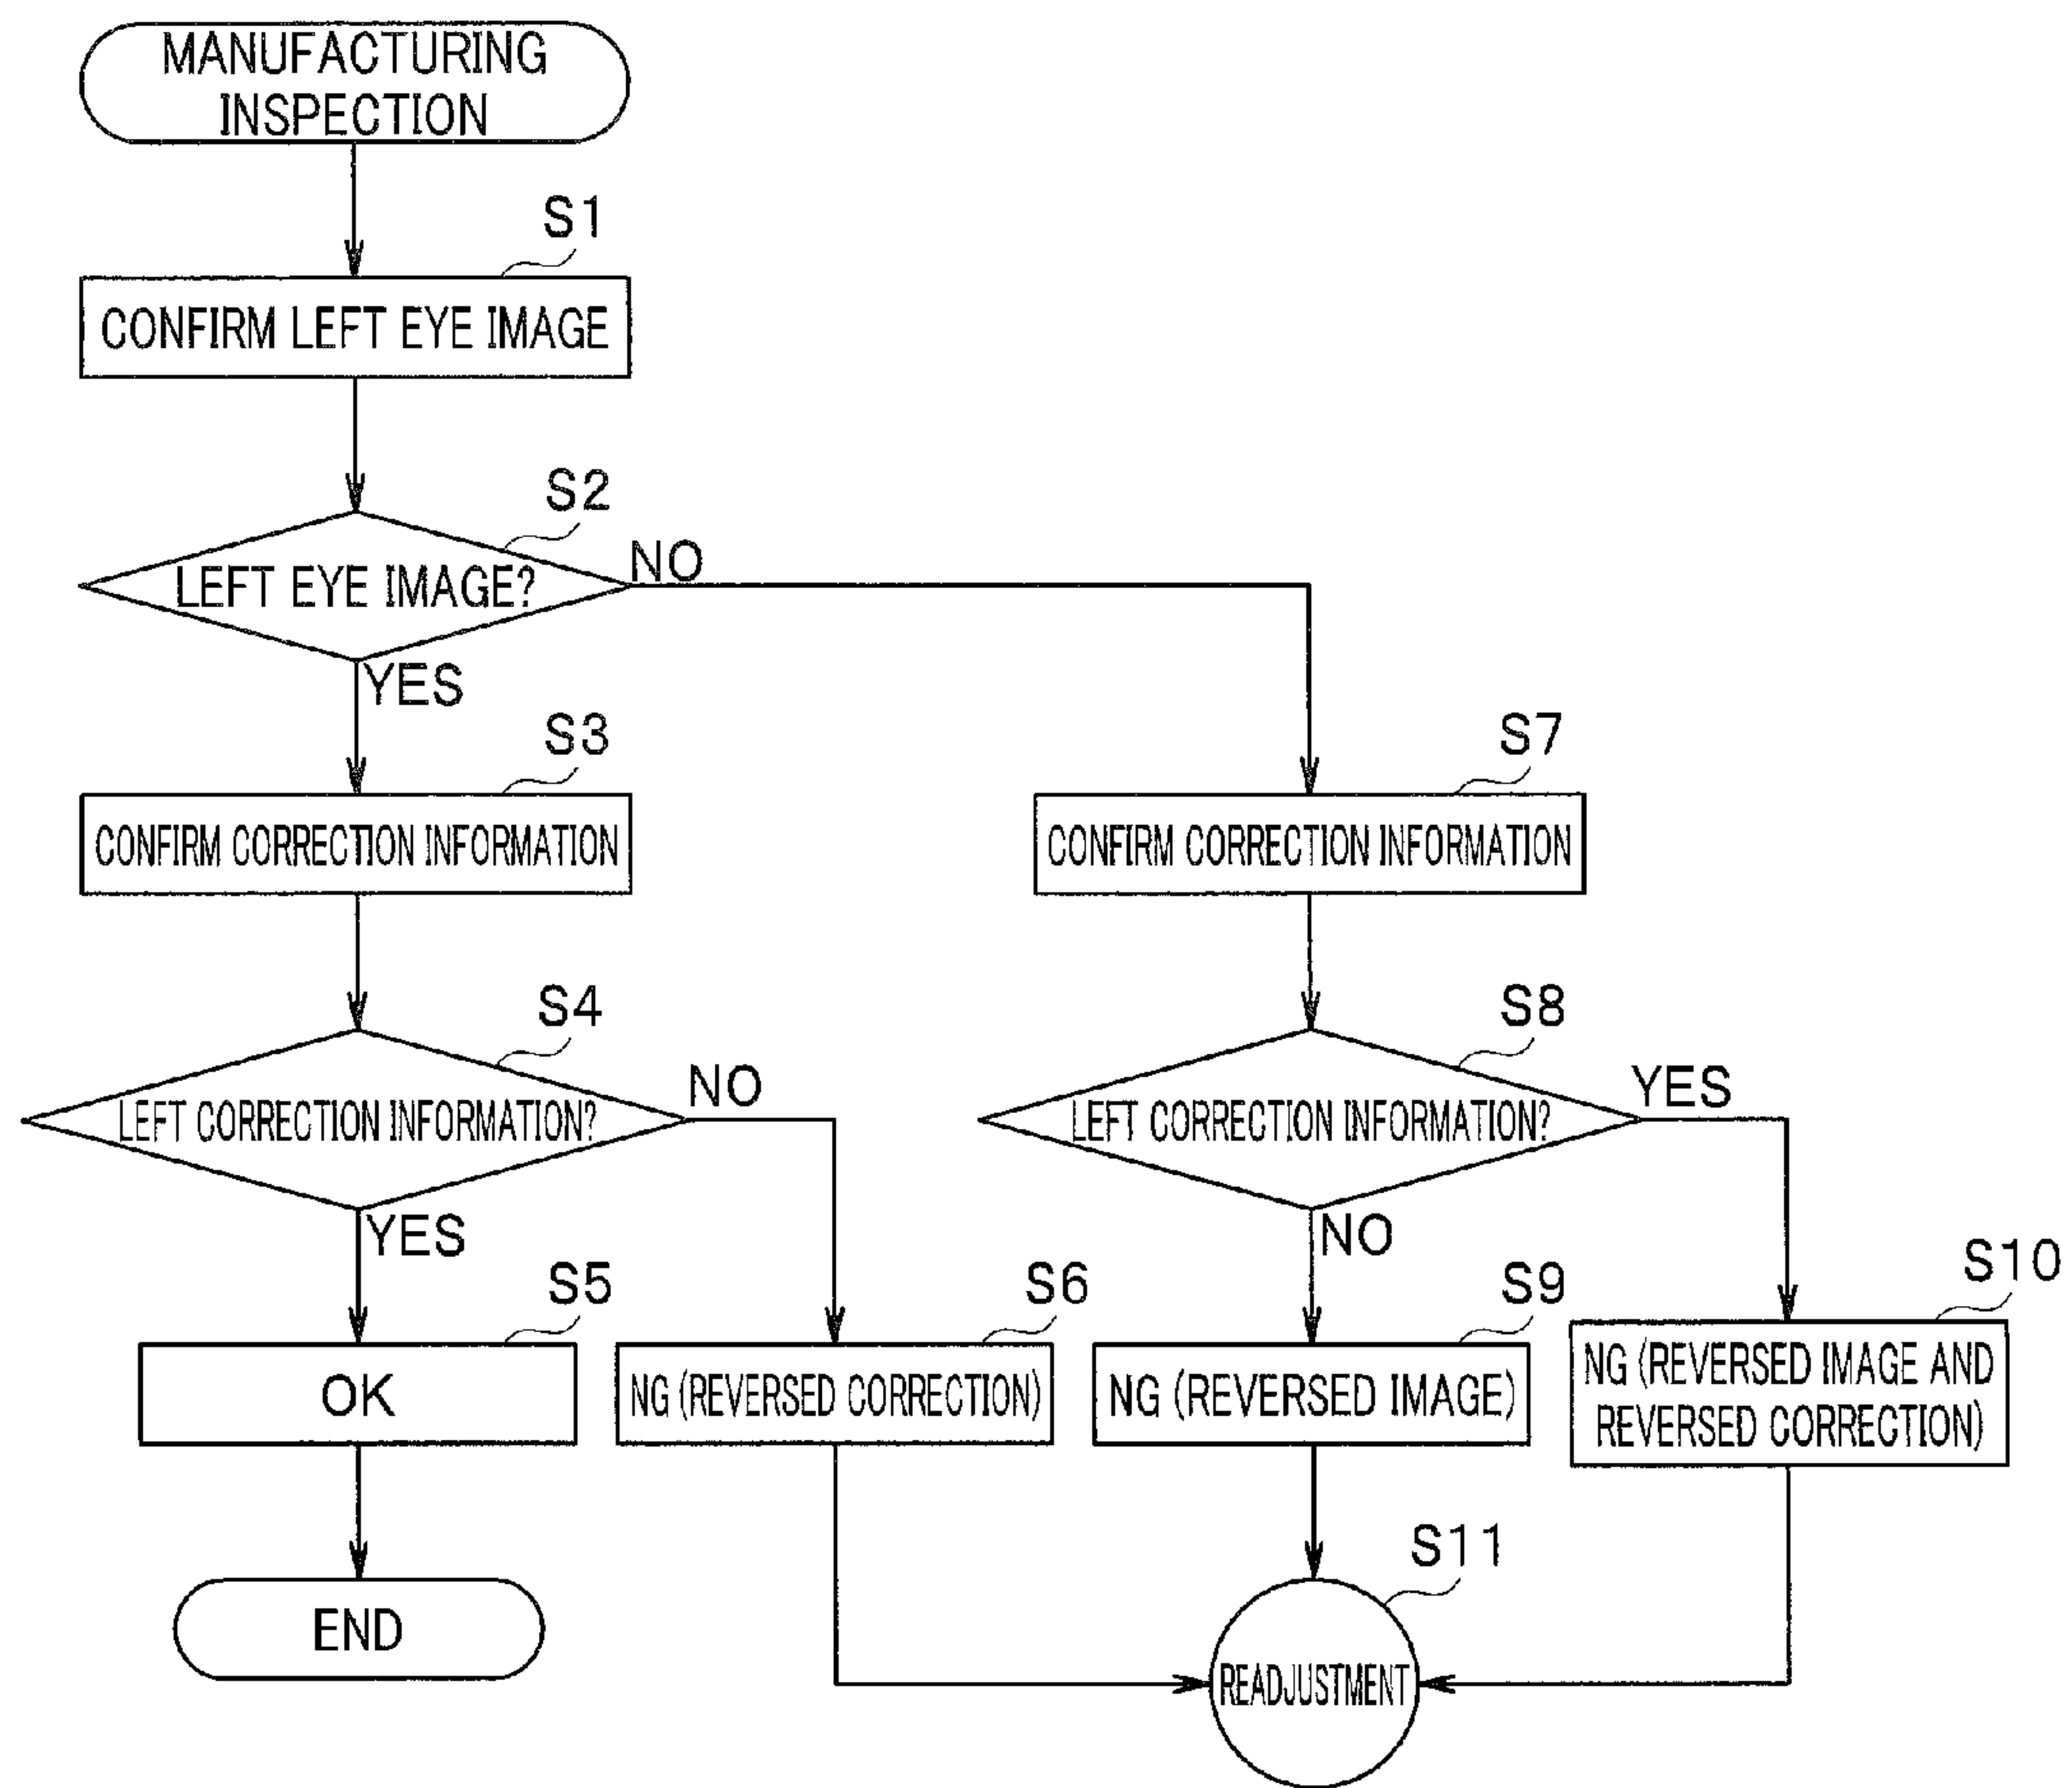 MANUFACTURING
INSPECTION
S1
CONFIRM LEFT EYE IMAGE
S2
LEFT EYE IMAGE?
NO
YES
S3
CONFIRM CORRECTION INFORMATION
S7
CONFIRM CORRECTION INFORMATION
S4
LEFT CORRECTION INFORMATION?
NO
YES
S8
LEFT CORRECTION INFORMATION?
YES
NO
S5
OK
S6
NG (REVERSED CORRECTION)
S9
NG (REVERSED IMAGE)
S10
NG (REVERSED IMAGE AND
REVERSED CORRECTION)
END
S11
READJUSTMENT